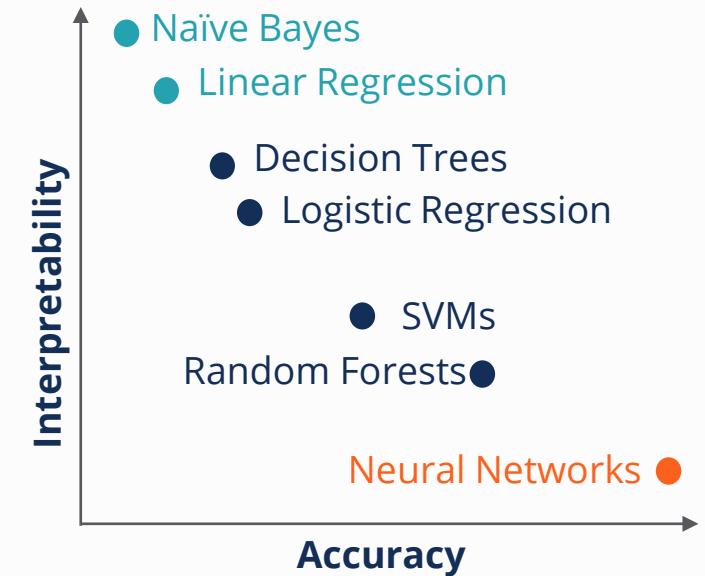 Naïve Bayes
Linear Regression
Decision Trees
Logistic Regression
SVMs
Random Forests
Neural Networks
Interpretability
Accuracy